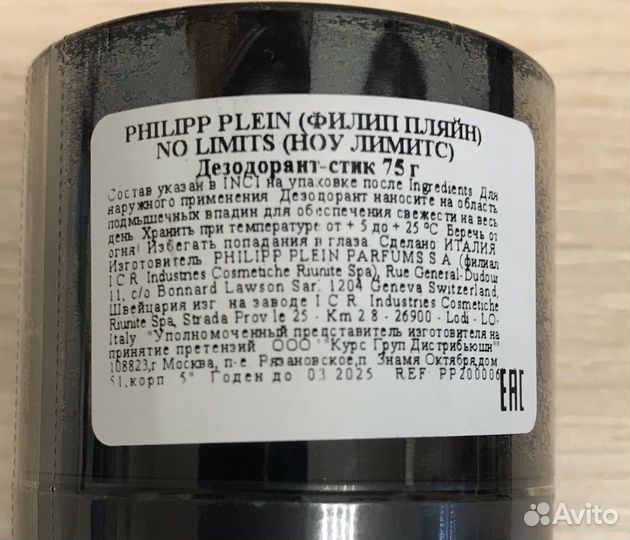 PHILIPP PLEIN (ФИЛИП ПЛЯЙН)
NO LIMITS (НОУ ЛИМИТС)
Дезодорант-стик 75 г
Состав указан в INCI на упаковке после Ingredients Для
наружного применения Дезодорант наносите на область
подмышечных впадин для обеспечения свежести на весь
день Хранить при температуре от + 5 до + 25 °C Беречь от
огня! Избегать попадания в глаза. Сделано ИТАЛИЯ
Изготовитель. PHILIPP PLEIN PARFUMS S A (филиал
I C R Industries Cosmetiche Riunite Spa), Rue General-Dudour
11, c/o Bonnard Lawson Sar. 1204 Geneva Switzerland,
Швейцария изг на заводе I C R Industries Cosmetiche
Riunite Spa, Strada Prov le 25 - Km 2 8 - 26900 - Lodi - LO-
Italy "Уполномоченный представитель изготовителя на
принятие претензий ООО "Курс Груп Дистрибьюшн"
108823,г Москва, п-е Рязановское,п Знамя Октября,дом
51,корп 5" Годен до 03 2025 REF PP200006
EAC
Avito